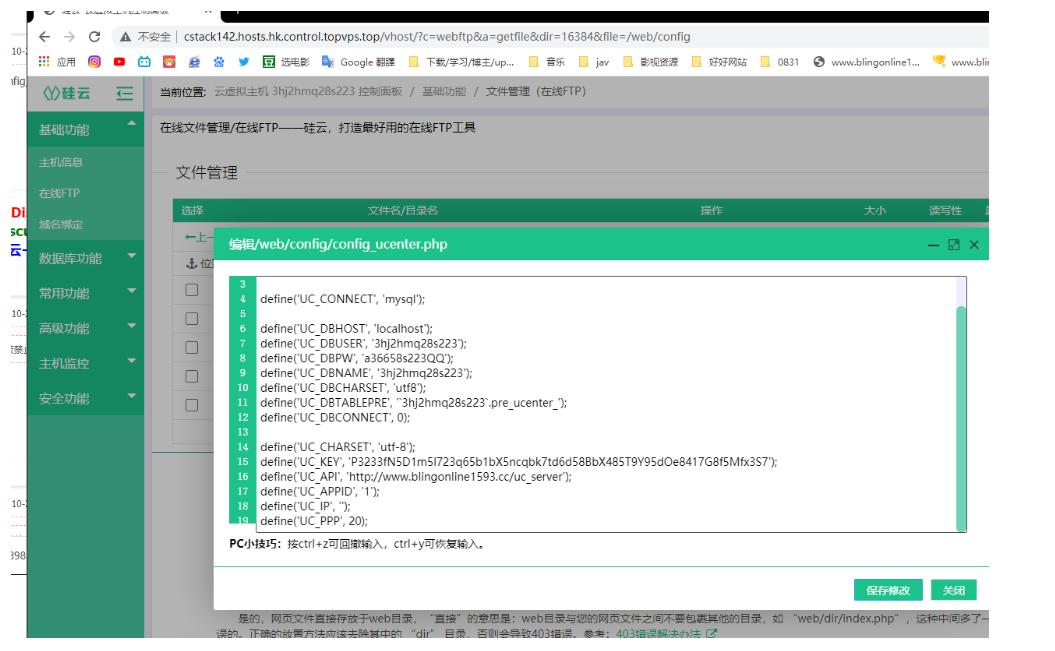 不安全 cstack142.hosts.hk.control.topvps.top/vhost/?c=webftp&a=getfile&dir=16384&file=/web/config
应用 选电影 Google 翻譯 下载/学习/博主/up... 音乐 jav 影视资源 好好网站 0831 www.blingonline1... www.blin
硅云
当前位置: 云虚拟主机 3hj2hmq28s223 控制面板 / 基础功能 / 文件管理（在线FTP）
基础功能
主机信息
在线FTP
域名绑定
数据库功能
常用功能
高级功能
主机监控
安全功能
在线文件管理/在线FTP——硅云，打造最好用的在线FTP工具
文件管理
选择 文件名/目录名 操作 大小 读写性
上一
编辑/web/config/config_ucenter.php
3
4 define('UC_CONNECT', 'mysql');
5
6 define('UC_DBHOST', 'localhost');
7 define('UC_DBUSER', '3hj2hmq28s223');
8 define('UC_DBPW', 'a36658s223QQ');
9 define('UC_DBNAME', '3hj2hmq28s223');
10 define('UC_DBCHARSET', 'utf8');
11 define('UC_DBTABLEPRE', '`3hj2hmq28s223`.pre_ucenter_');
12 define('UC_DBCONNECT', 0);
13
14 define('UC_CHARSET', 'utf-8');
15 define('UC_KEY', 'P3233fN5D1m5I723q65b1bX5ncqbk7td6d58BbX485T9Y95dOe8417G8f5Mfx3S7');
16 define('UC_API', 'http://www.blingonline1593.cc/uc_server');
17 define('UC_APPID', '1');
18 define('UC_IP', '');
19 define('UC_PPP', 20);
PC小技巧：按ctrl+z可回撤输入，ctrl+y可恢复输入。
保存修改 关闭
是的，网页文件直接存放于web目录，“直接”的意思是：web目录与您的网页文件之间不要包裹其他的目录，如 “web/dir/index.php” ，这种中间多了一
误的。正确的放置方法应该去除其中的 “dir” 目录，否则会导致403错误。参考：403错误解决办法